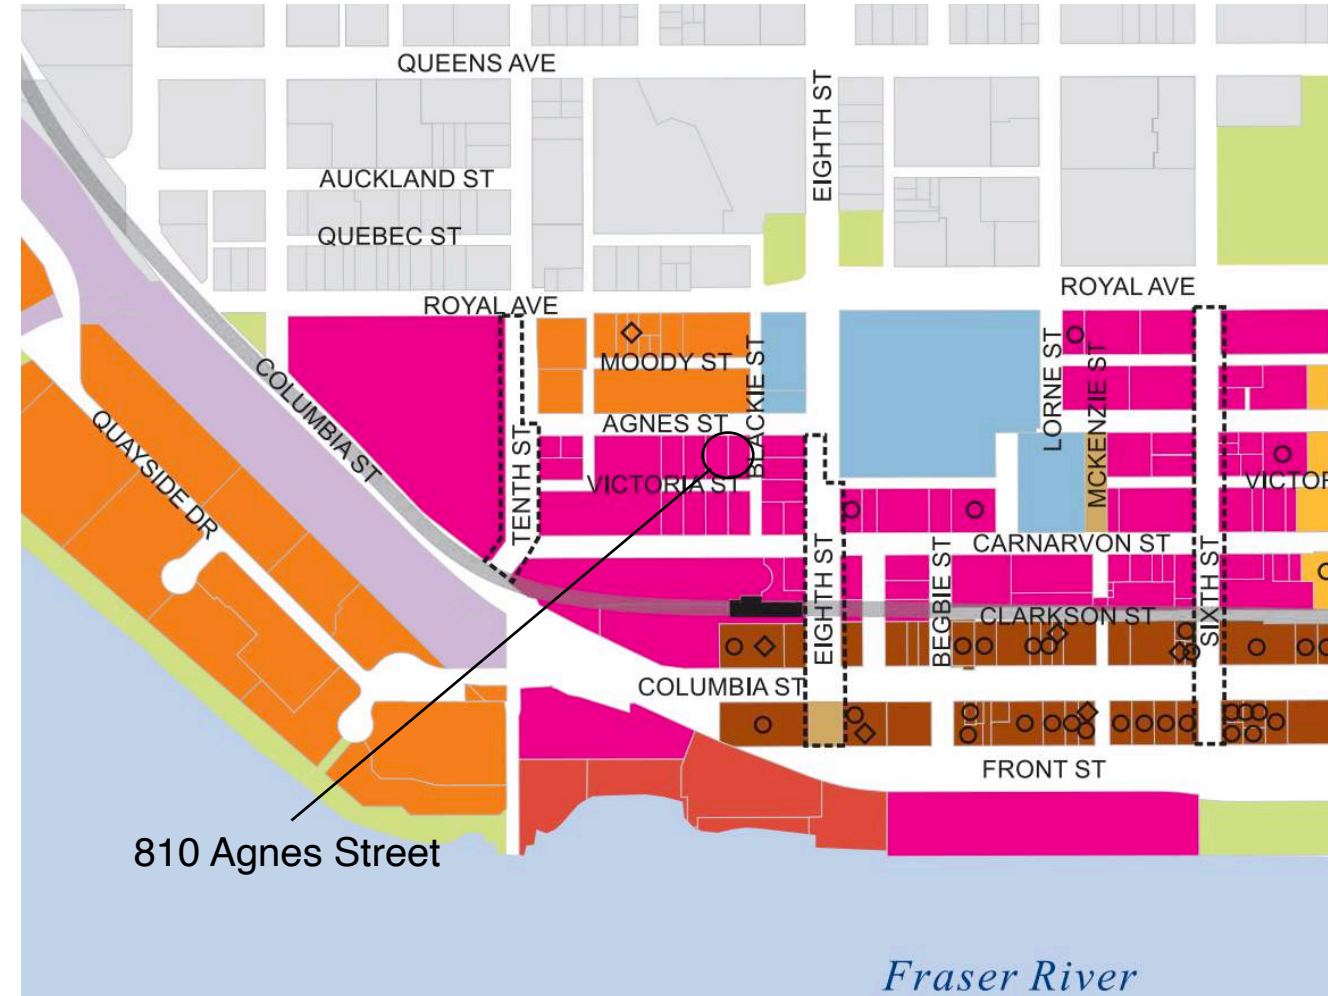 QUEENS AVE
EIGHTH ST
AUCKLAND ST
QUEBEC ST
ROYAL AVE
ROYAL AVE
MOODY ST
BLACKIE ST
LORNE ST
MCKENZIE ST
COLUMBIA ST
AGNES ST
QUAYSIDE DR
TENTH ST
VICTORIA ST
VICTOR
CARNARVON ST
EIGHTH ST
BEGBIE ST
SIXTH ST
CLARKSON ST
COLUMBIA ST
FRONT ST
810 Agnes Street
Fraser River